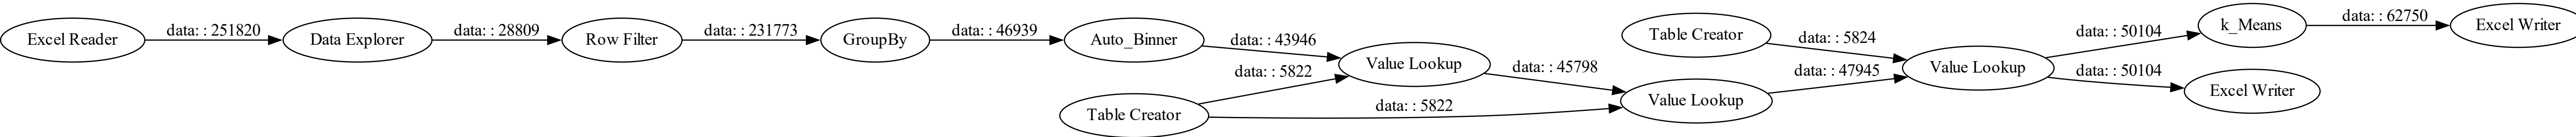 Excel Reader
data: : 251820
Data Explorer
data: : 28809
Row Filter
data: : 231773
GroupBy
data: : 46939
Auto_Binner
data: : 43946
Table Creator
data: : 5822
data: : 5822
Value Lookup
data: : 45798
Value Lookup
Table Creator
data: : 5824
data: : 47945
Value Lookup
data: : 50104
data: : 50104
k_Means
data: : 62750
Excel Writer
Excel Writer